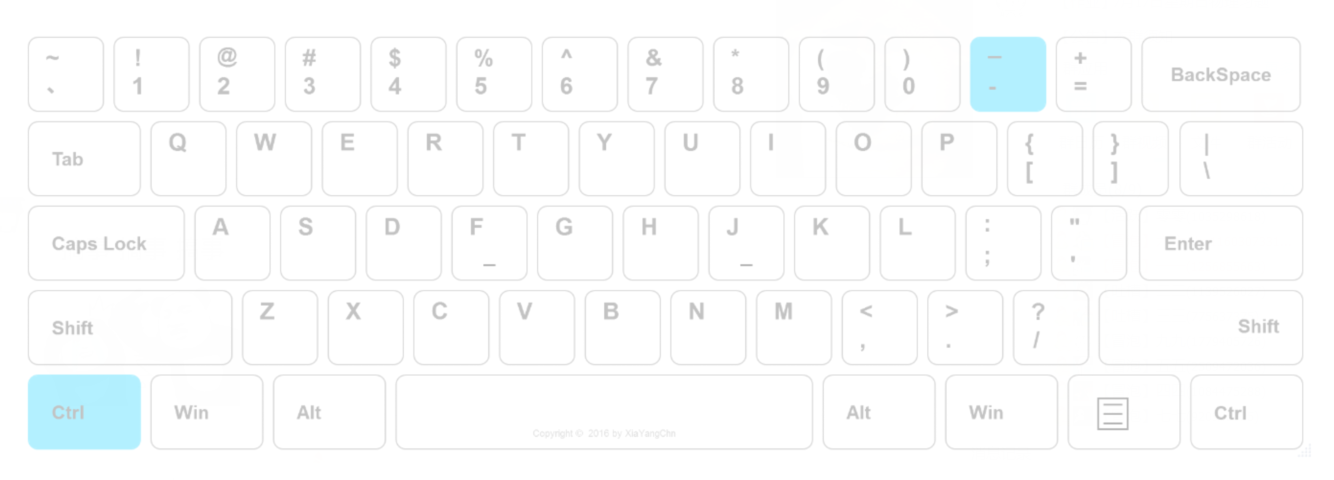 ~ ! @ # $ % ^ & * ( ) _ +
、 1 2 3 4 5 6 7 8 9 0 - = BackSpace
Tab Q W E R T Y U I O P { } |
[ ] \
Caps Lock A S D F G H J K L : " Enter
_ _ ; '
Shift Z X C V B N M < > ? Shift
, . /
Ctrl Win Alt Alt Win Ctrl
Copyright © 2016 by XiaYangChn